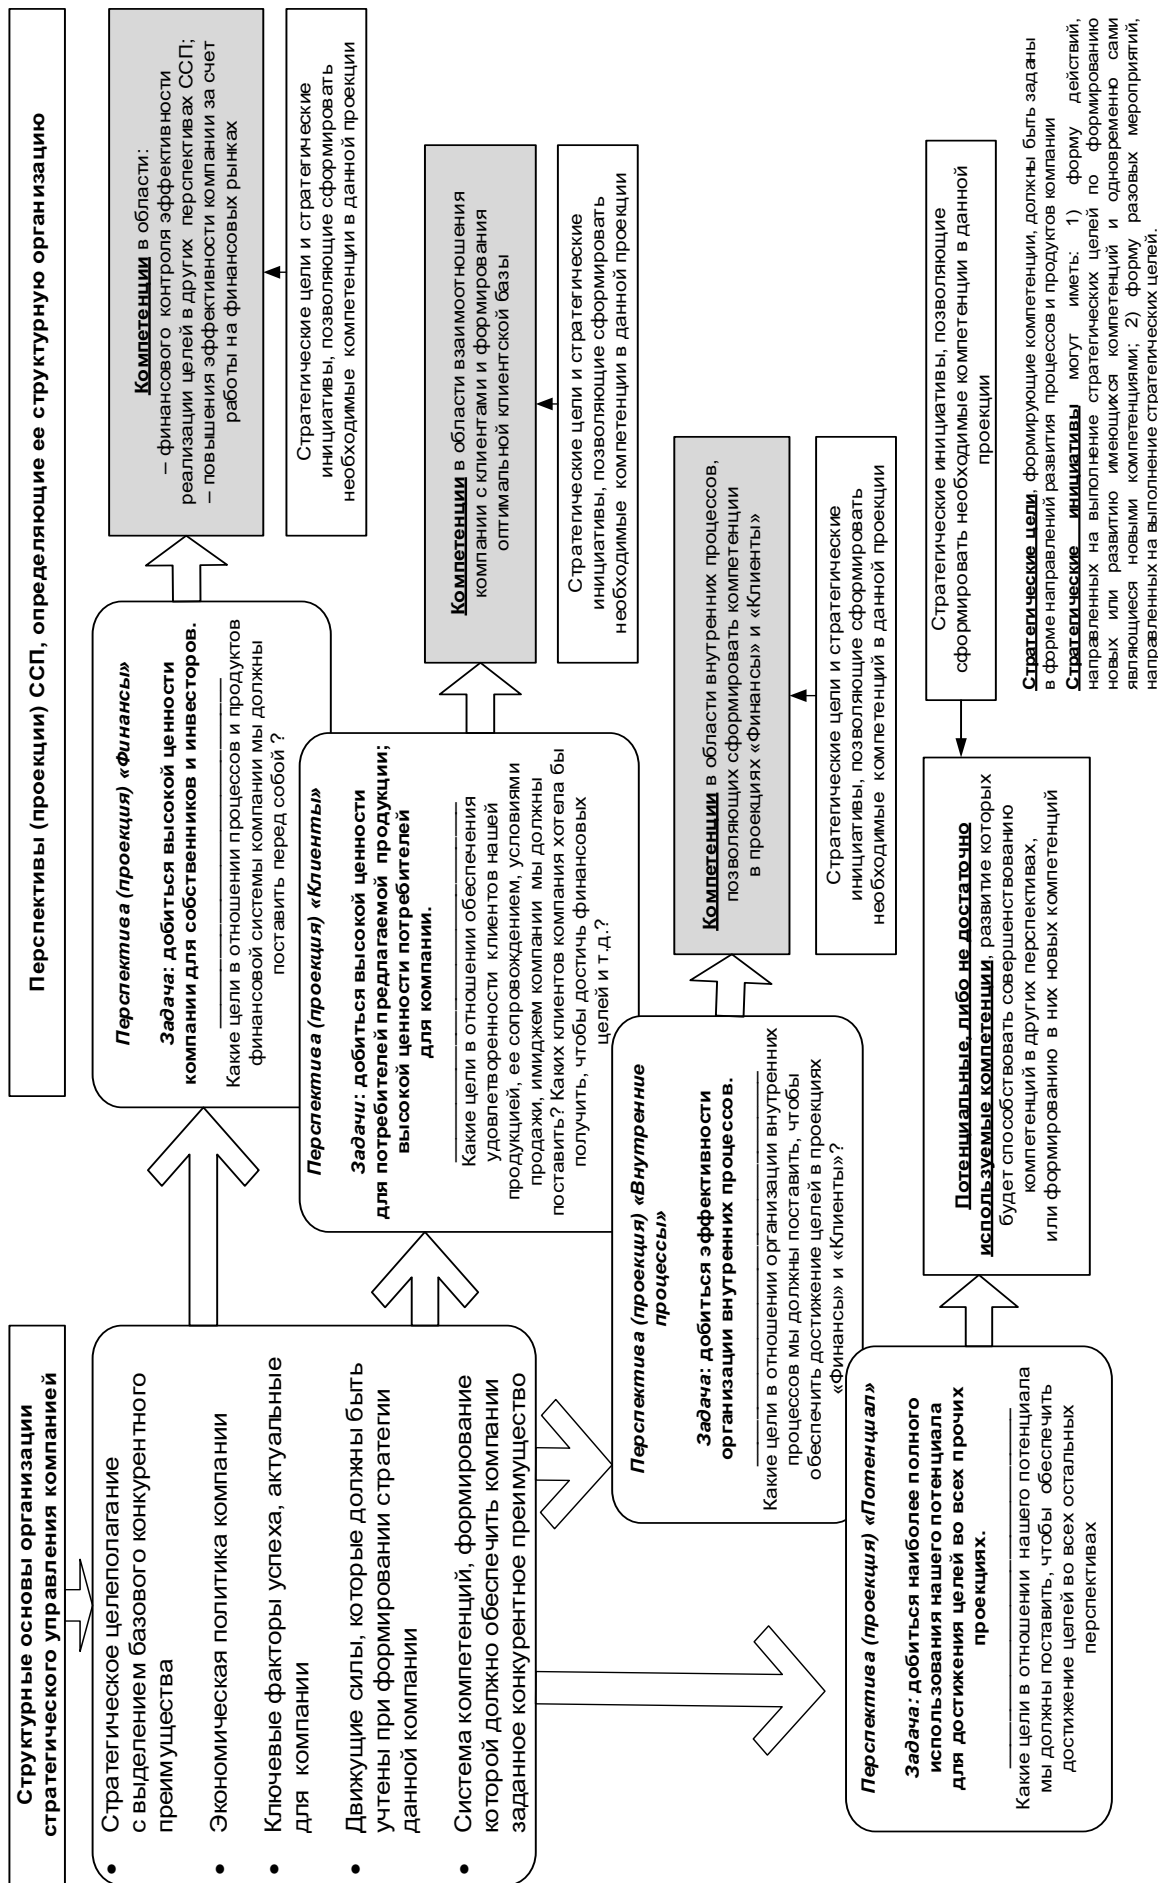 Структурные основы организации
стратегического управления компанией
Перспективы (проекции) ССП, определяющие ее структурную организацию
• Стратегическое целеполагание
с выделением базового конкурентного
преимущества
• Экономическая политика компании
• Ключевые факторы успеха, актуальные
для компании
• Движущие силы, которые должны быть
учтены при формировании стратегии
данной компании
• Система компетенций, формирование
которой должно обеспечить компании
заданное конкурентное преимущество
Перспектива (проекция) «Финансы»
Задача: добиться высокой ценности
компании для собственников и инвесторов.
Какие цели в отношении процессов и продуктов
финансовой системы компании мы должны
поставить перед собой ?
Компетенции в области:
– финансового контроля эффективности
реализации целей в других перспективах ССП;
– повышения эффективности компании за счет
работы на финансовых рынках
Стратегические цели и стратегические
инициативы, позволяющие сформировать
необходимые компетенции в данной проекции
Перспектива (проекция) «Клиенты»
Задачи: добиться высокой ценности
для потребителей предлагаемой продукции;
высокой ценности потребителей
для компании.
Какие цели в отношении обеспечения
удовлетворенности клиентов нашей
продукцией, ее сопровождением, условиями
продажи, имиджем компании мы должны
поставить? Каких клиентов компания хотела бы
получить, чтобы достичь финансовых
целей и т.д.?
Компетенции в области взаимоотношения
компании с клиентами и формирования
оптимальной клиентской базы
Стратегические цели и стратегические
инициативы, позволяющие сформировать
необходимые компетенции в данной проекции
Перспектива (проекция) «Внутренние
процессы»
Задача: добиться эффективности
организации внутренних процессов.
Какие цели в отношении организации внутренних
процессов мы должны поставить, чтобы
обеспечить достижение целей в проекциях
«Финансы» и «Клиенты»?
Компетенции в области внутренних процессов,
позволяющих сформировать компетенции
в проекциях «Финансы» и «Клиенты»
Стратегические цели и стратегические
инициативы, позволяющие сформировать
необходимые компетенций в данной проекции
Перспектива (проекция) «Потенциал»
Задача: добиться наиболее полного
использования нашего потенциала
для достижения целей во всех прочих
проекциях.
Какие цели в отношении нашего потенциала
мы должны поставить, чтобы обеспечить
достижение целей во всех остальных
перспективах
Потенциальные, либо не достаточно
используемые компетенции, развитие которых
будет способствовать совершенствованию
компетенций в других перспективах,
или формированию в них новых компетенций
Стратегические инициативы, позволяющие
сформировать необходимые компетенции в данной
проекции
Стратегические цели, формирующие компетенции, должны быть заданы
в форме направлений развития процессов и продуктов компании
Стратегические инициативы могут иметь: 1) форму действий,
направленных на выполнение стратегических целей по формированию
новых или развитию имеющихся компетенций и одновременно сами
являющиеся новыми компетенциями; 2) форму разовых мероприятий,
направленных на выполнение стратегических целей.